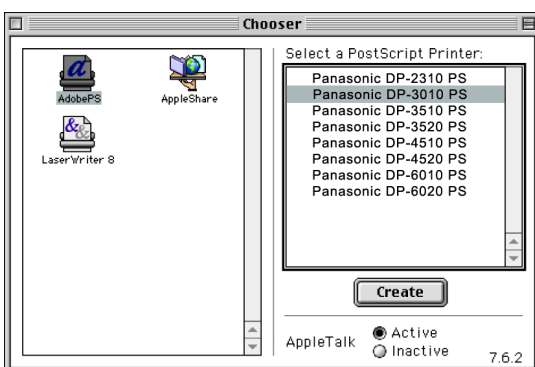 Chooser
AdobePS
AppleShare
LaserWriter 8
Select a PostScript Printer:
Panasonic DP-2310 PS
Panasonic DP-3010 PS
Panasonic DP-3510 PS
Panasonic DP-3520 PS
Panasonic DP-4510 PS
Panasonic DP-4520 PS
Panasonic DP-6010 PS
Panasonic DP-6020 PS
Create
AppleTalk
Active
Inactive
7.6.2